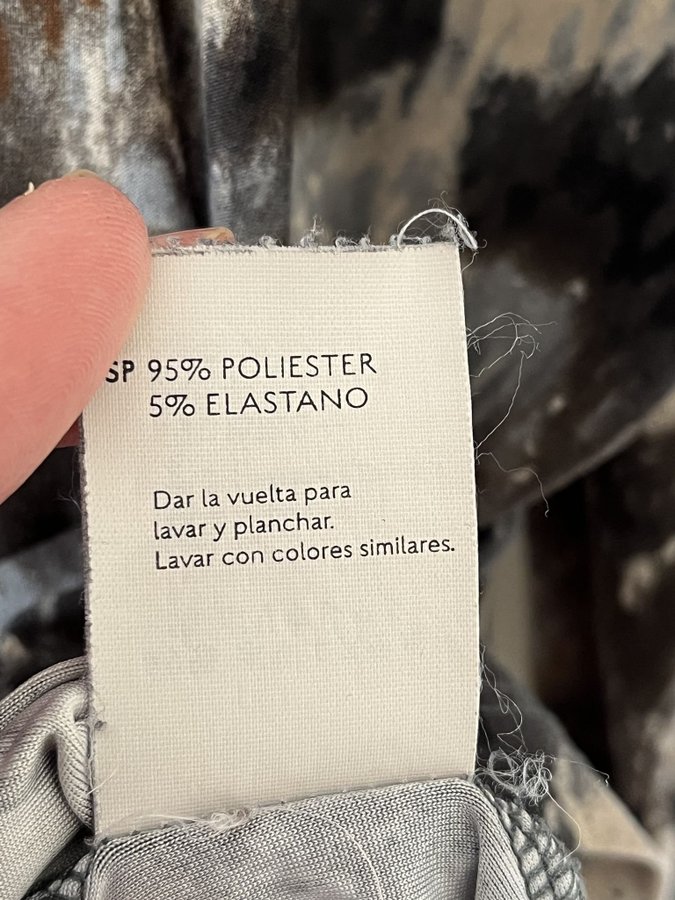 SP 95% POLIESTER
5% ELASTANO
Dar la vuelta para
lavar y planchar.
Lavar con colores similares.